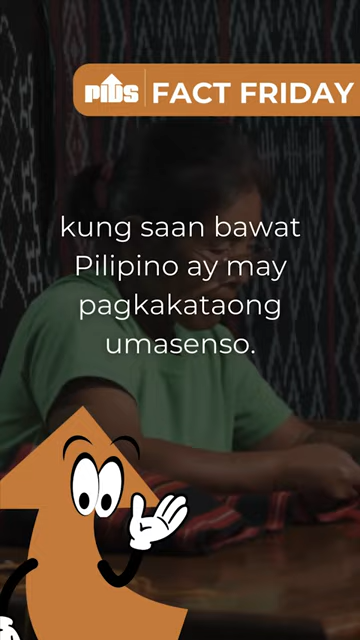 PIDS FACT FRIDAY
kung saan bawat
Pilipino ay may
pagkakataong
umasenso.